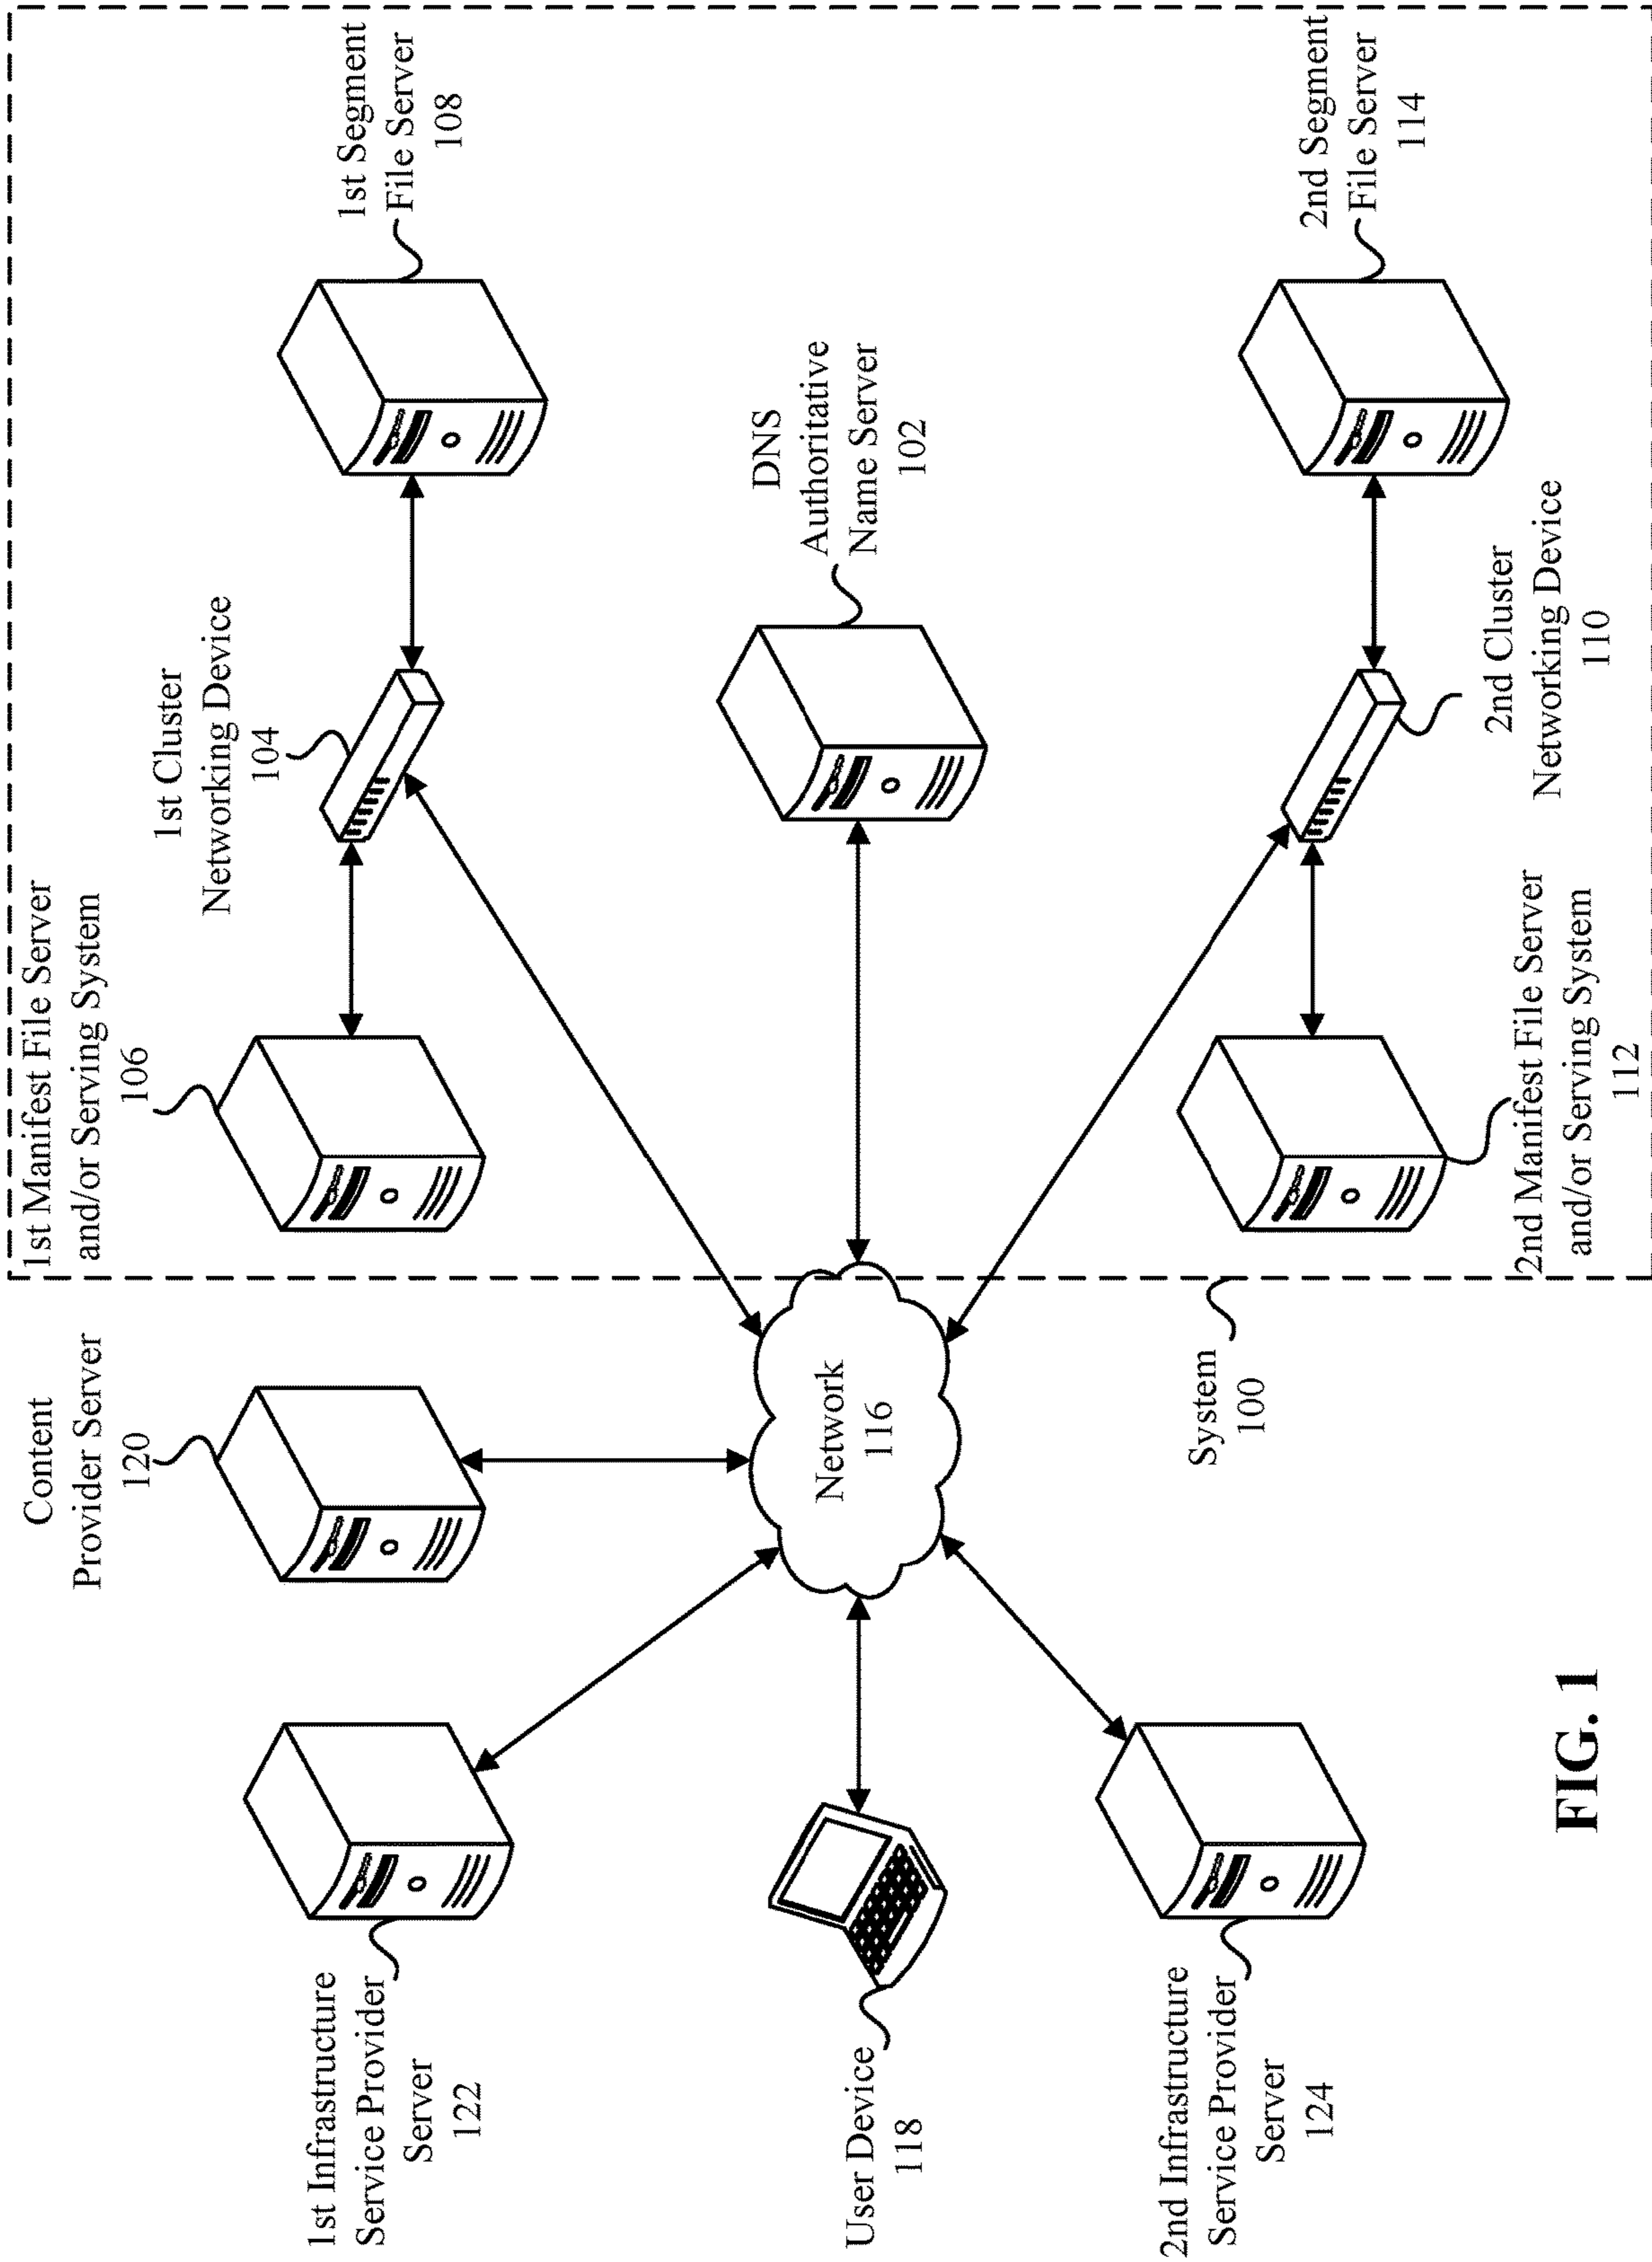 1st Infrastructure
Service Provider
Server
122
User Device
118
2nd Infrastructure
Service Provider
Server
124
Content
Provider Server
120
Network
116
System
100
1st Manifest File Server
and/or Serving System
106
1st Cluster
Networking Device
104
1st Segment
File Server
108
DNS
Authoritative
Name Server
102
2nd Manifest File Server
and/or Serving System
112
2nd Cluster
Networking Device
110
2nd Segment
File Server
114
FIG. 1